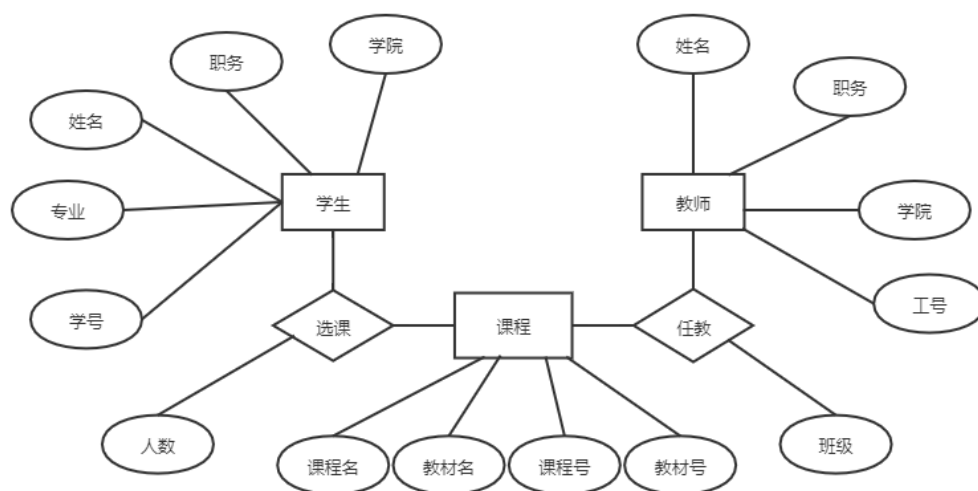 学院
姓名
职务
职务
姓名
专业
学生
教师
学院
学号
工号
选课
课程
任教
人数
班级
课程名
教材名
课程号
教材号